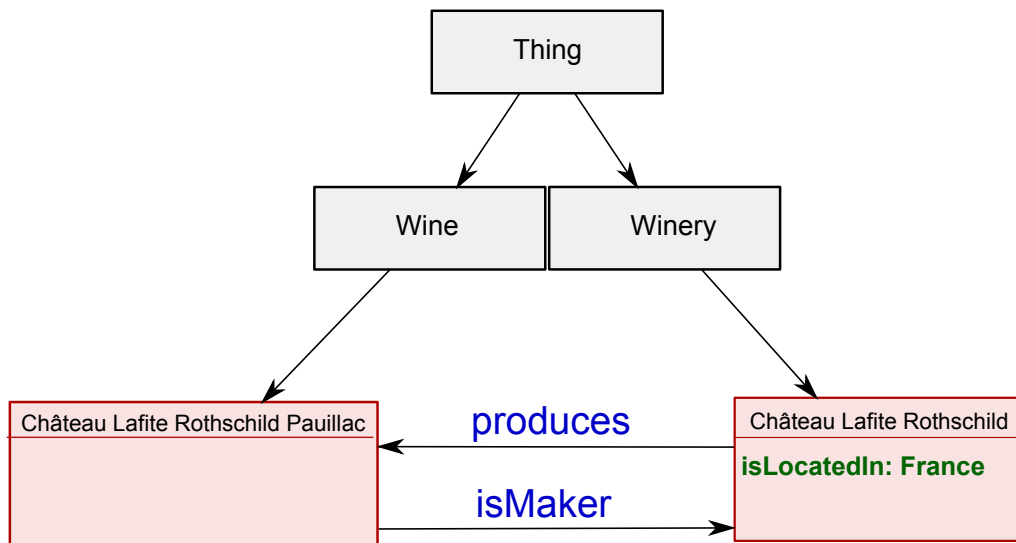 Thing
Wine
Winery
Château Lafite Rothschild Pauillac
produces
Château Lafite Rothschild
isLocatedIn: France
isMaker